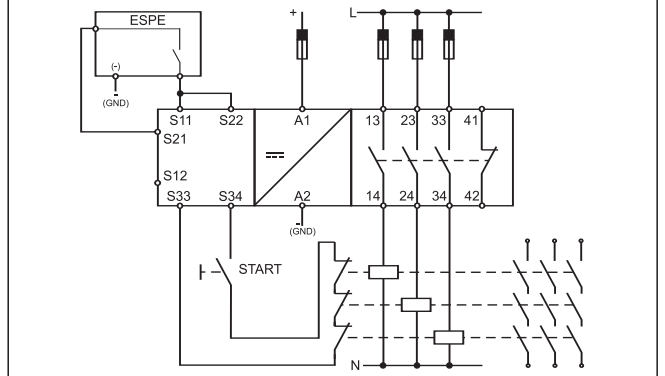 ESPE
+
L
(-)
-
(GND)
S11
S22
A1
13
23
33
41
S21
S12
S33
S34
A2
14
24
34
42
-
(GND)
START
N